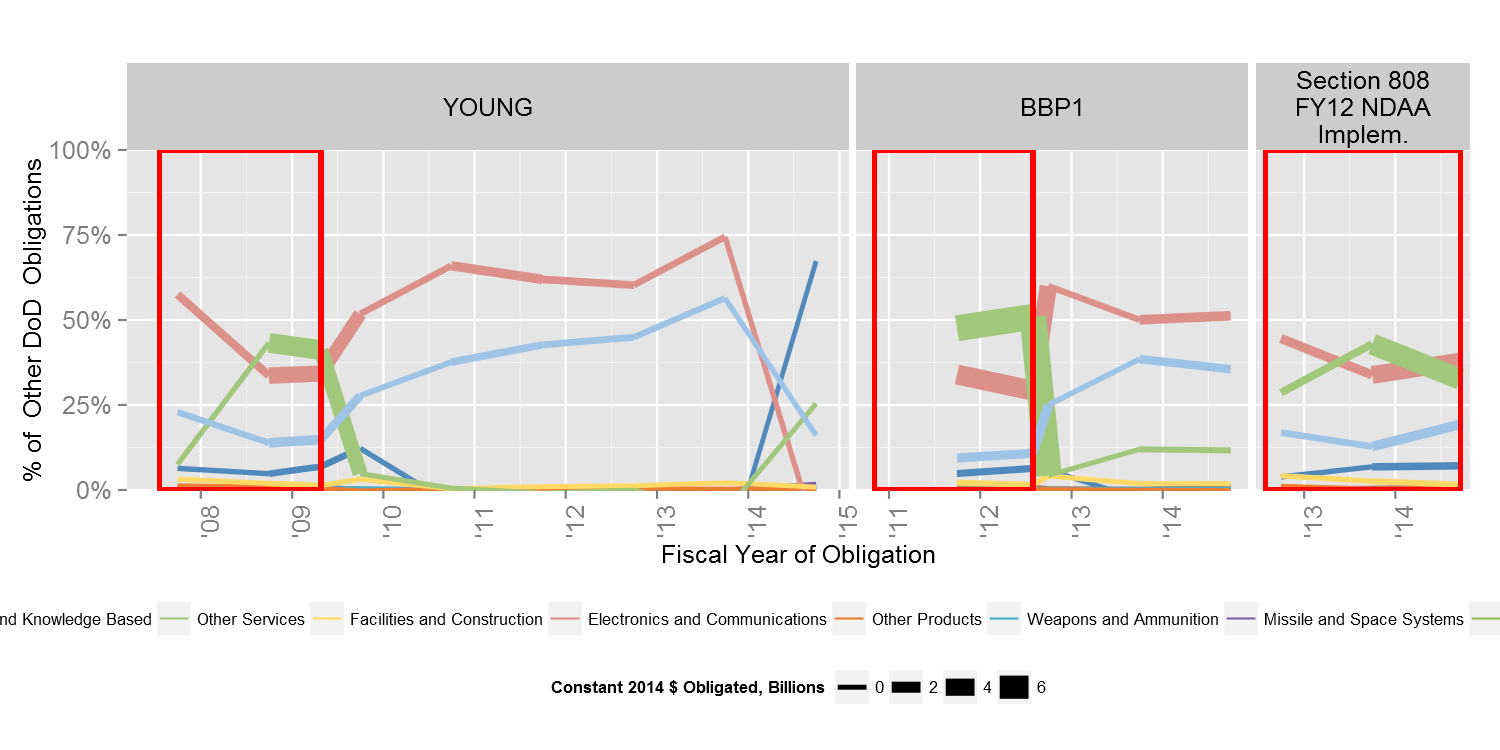 YOUNG
BBP1
Section 808
FY12 NDAA
Implem.
% of Other DoD Obligations
100%
75%
50%
25%
0%
'08
'09
'10
'11
'12
'13
'14
'15
'11
'12
'13
'14
'13
'14
Fiscal Year of Obligation
nd Knowledge Based Other Services Facilities and Construction Electronics and Communications Other Products Weapons and Ammunition Missile and Space Systems
Constant 2014 $ Obligated, Billions 0 2 4 6